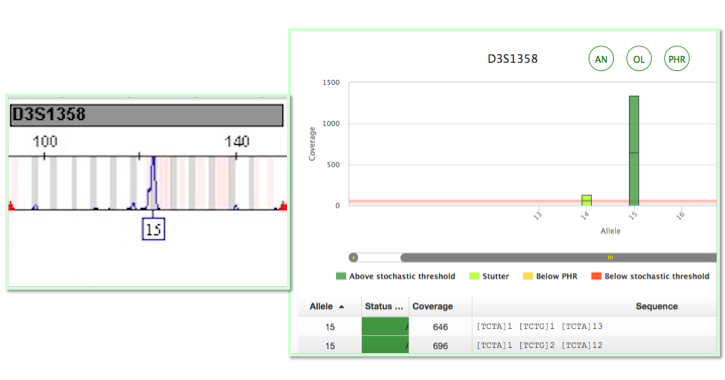 D3S1358
100 140
15
D3S1358 AN OL PHR
1500
1000
500
0
Coverage
13 14 15 16
Allele
Above stochastic threshold Stutter Below PHR Below stochastic threshold
Allele Status ... Coverage Sequence
15 646 [TCTA]1 [TCTG]1 [TCTA]13
15 696 [TCTA]1 [TCTG]2 [TCTA]12